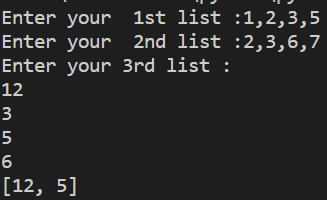 Enter your  1st list :1,2,3,5
Enter your  2nd list :2,3,6,7
Enter your 3rd list :
12
3
5
6
[12, 5]